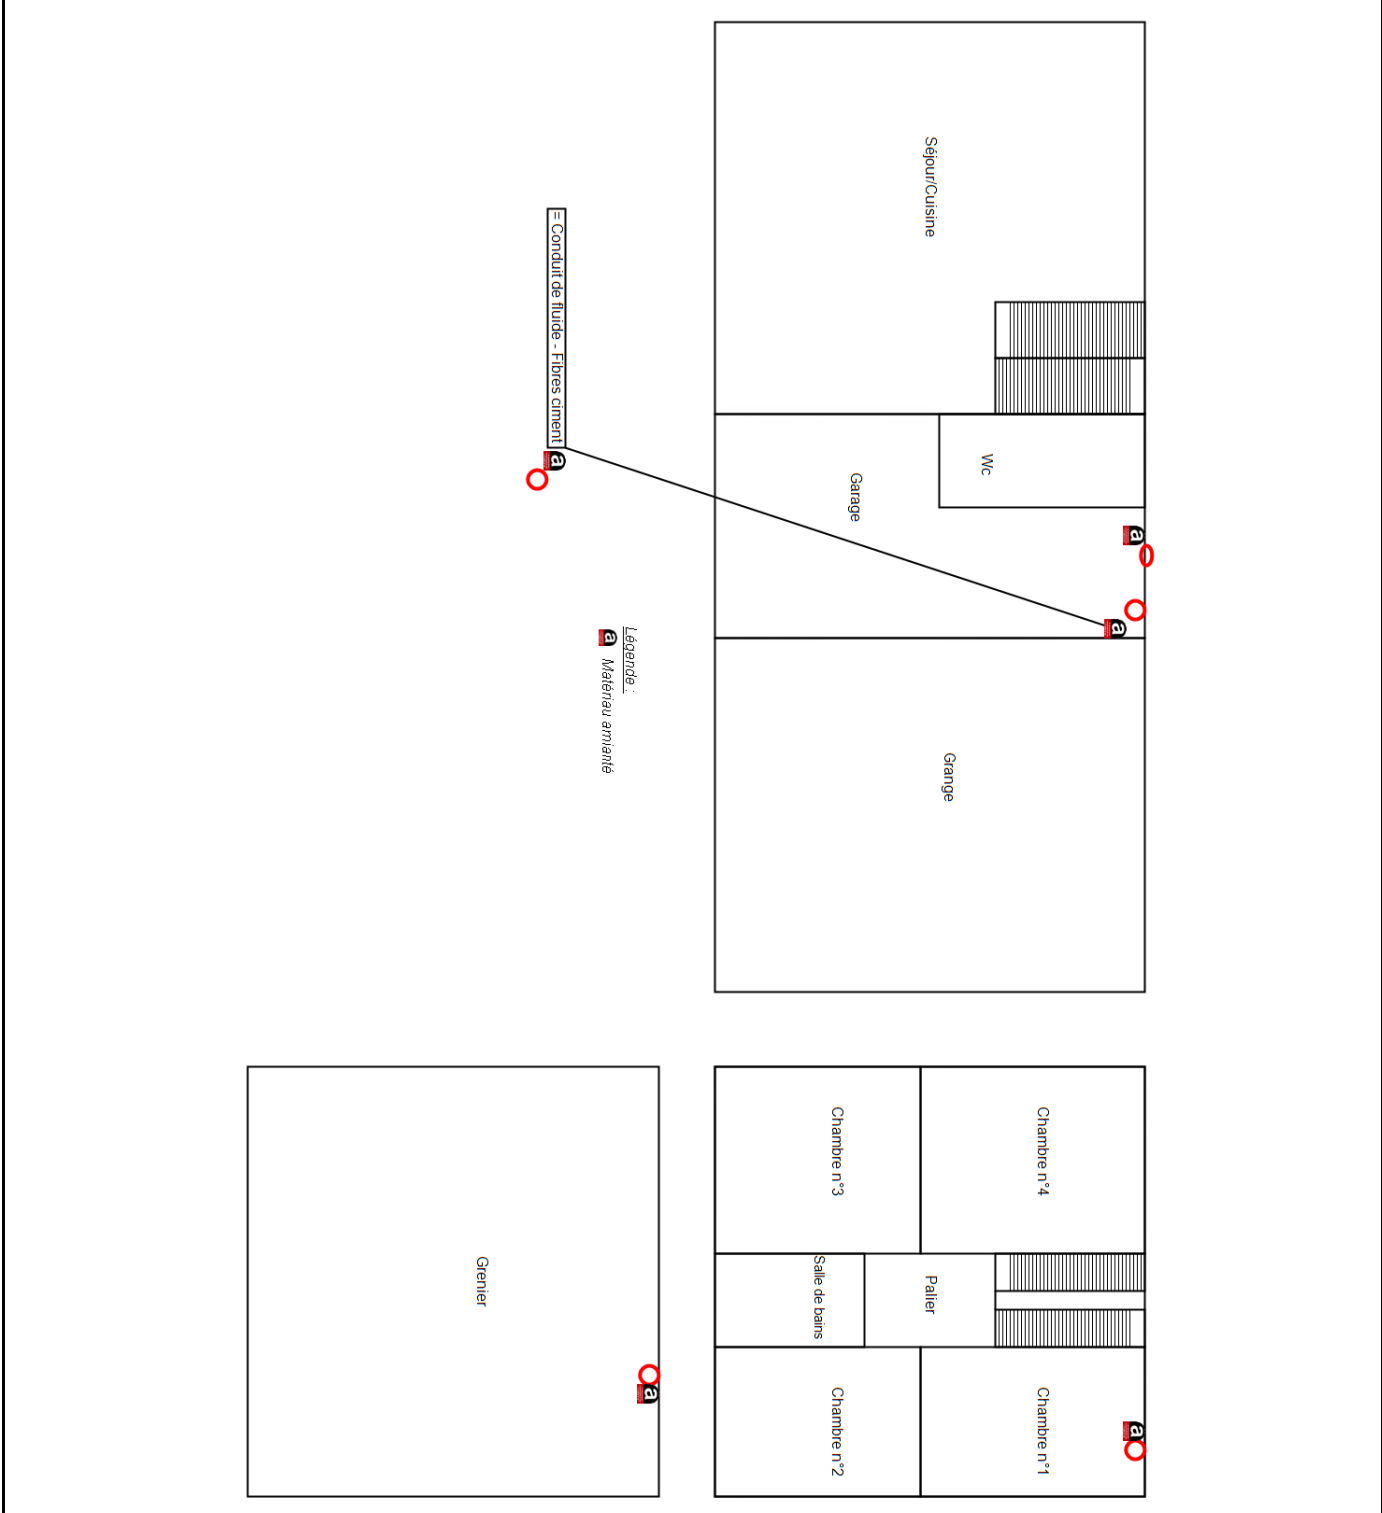 Séjour/Cuisine
= Conduit de fluide - Fibres ciment
a
Wc
Garage
a
a
Légende :
a Matériau amianté
Grange
Chambre n°4
Chambre n°3
Palier
Salle de bains
Grenier
a
Chambre n°1
a
Chambre n°2